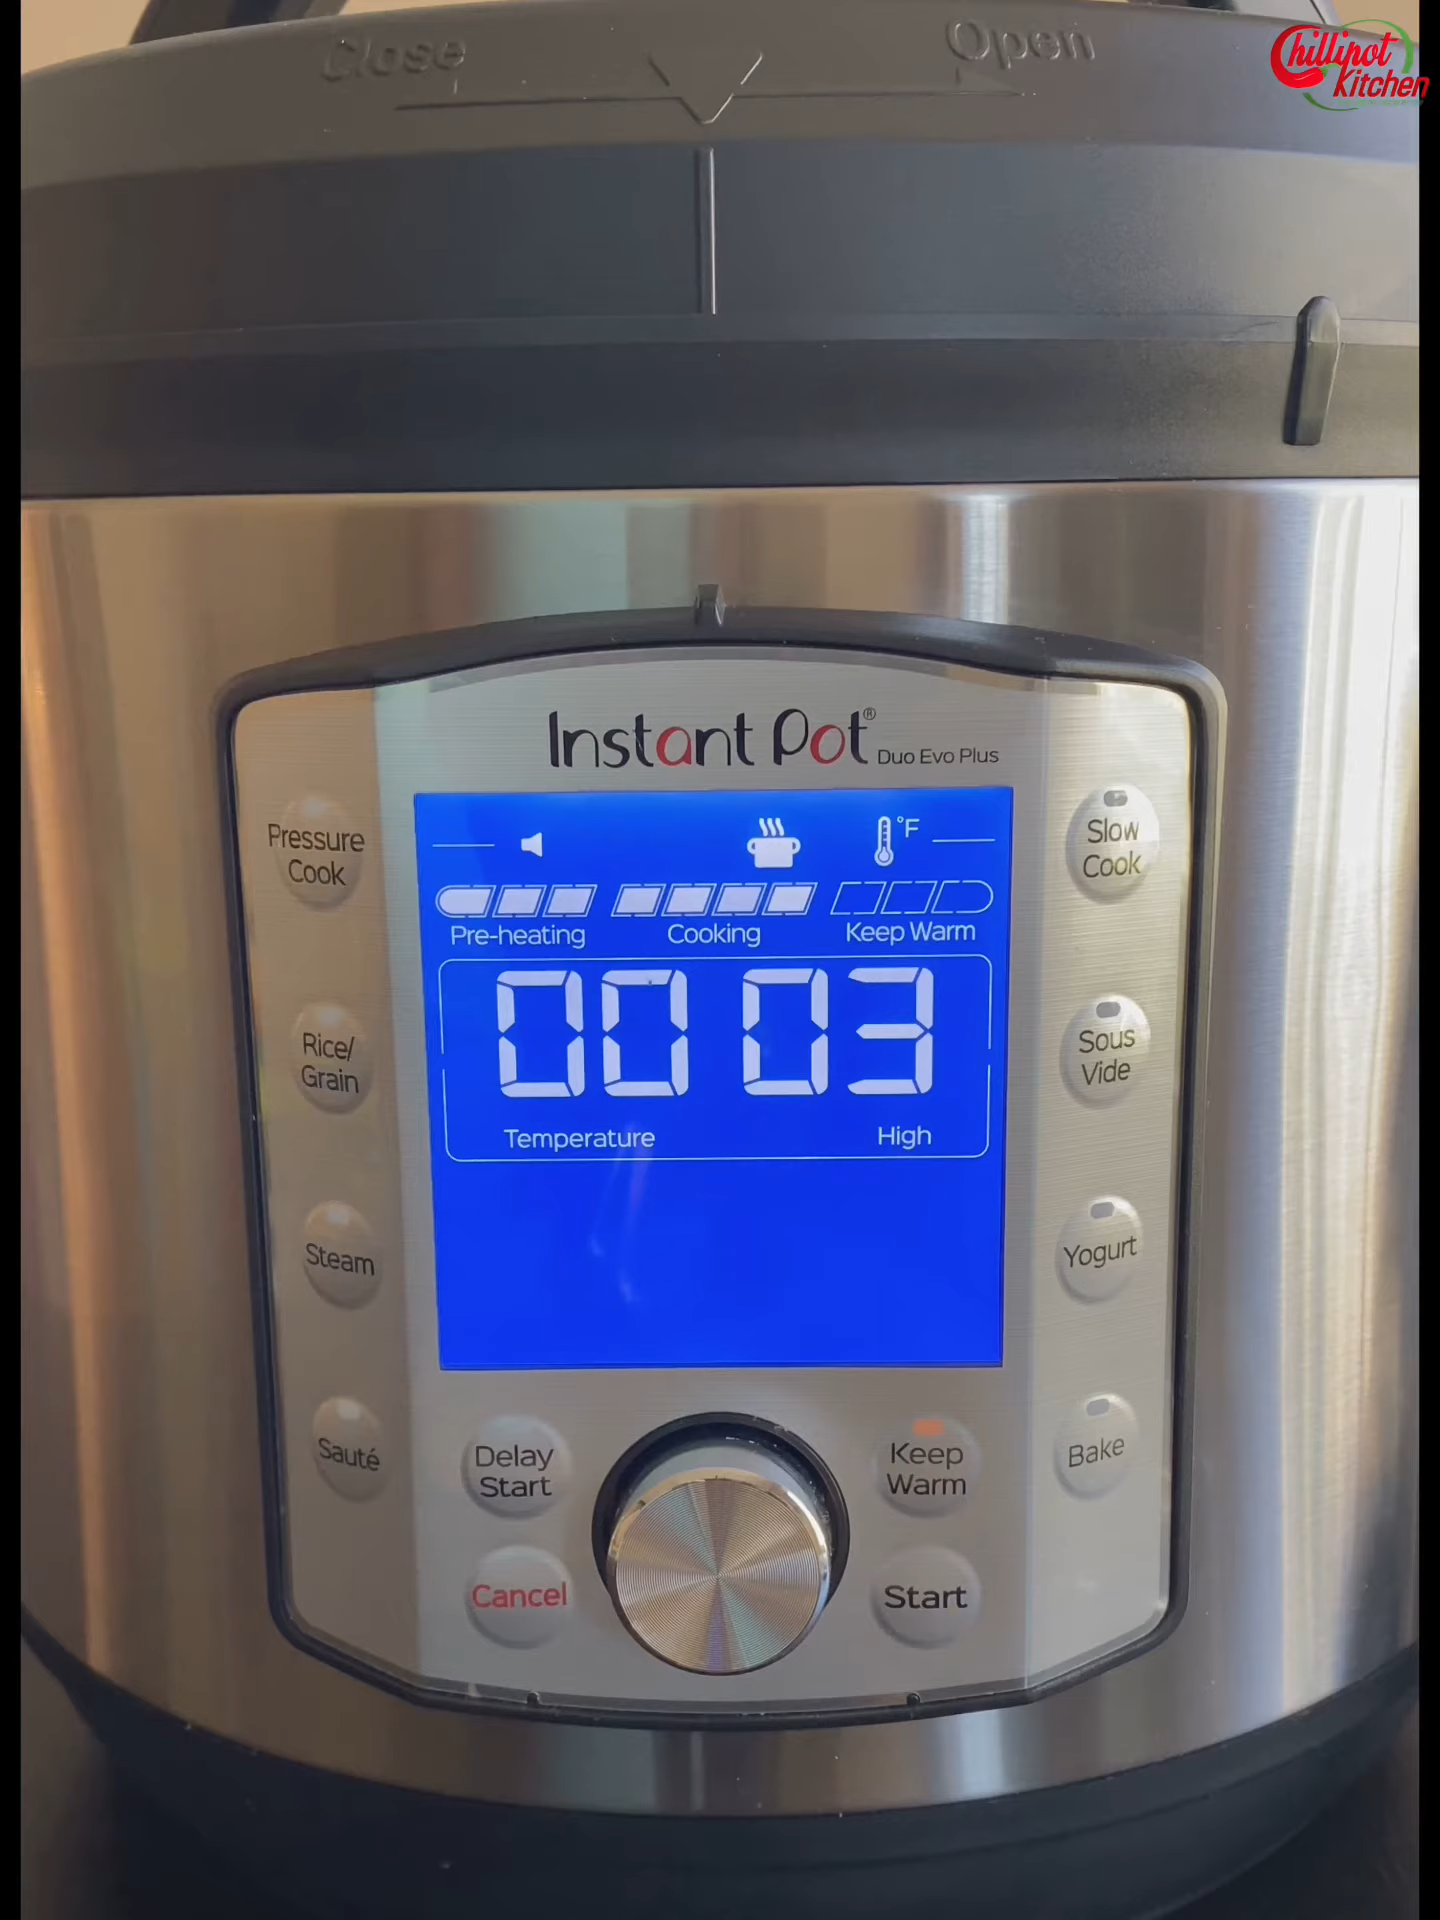 Close Open
Chillipot
Kitchen
Instant Pot®
Duo Evo Plus
Pressure
Cook
Rice/
Grain
Steam
Sauté
°F
Pre-heating Cooking Keep Warm
00 03
Temperature High
Slow
Cook
Sous
Vide
Yogurt
Bake
Delay
Start
Keep
Warm
Cancel
Start